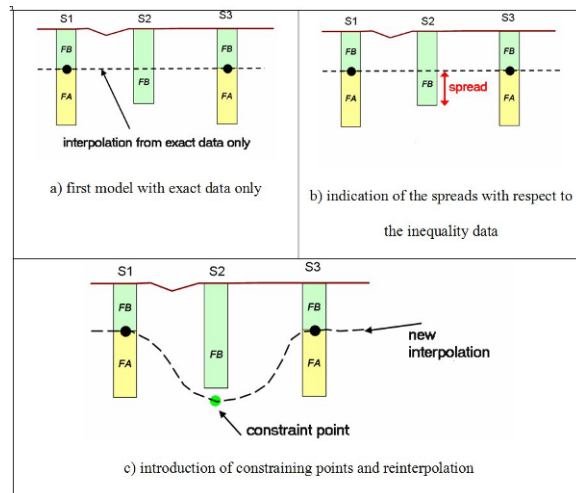 S1 S2 S3
FB FB
FB
FA FA
interpolation from exact data only
a) first model with exact data only
S1 S2 S3
FB FB
FB
spread
FA FA
b) indication of the spreads with respect to
the inequality data
S1 S2 S3
FB FB
FB
FA FA
new
interpolation
constraint point
c) introduction of constraining points and reinterpolation